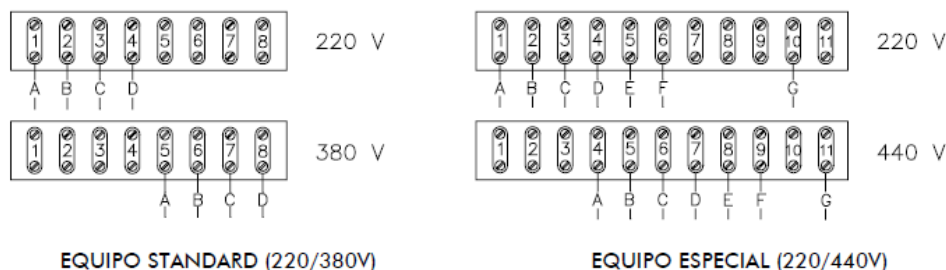 1 2 3 4 5 6 7 8 220 V
A B C D
1 2 3 4 5 6 7 8 380 V
A B C D
EQUIPO STANDARD (220/380V)
1 2 3 4 5 6 7 8 9 10 11 220 V
A B C D E F G
1 2 3 4 5 6 7 8 9 10 11 440 V
A B C D E F G
EQUIPO ESPECIAL (220/440V)